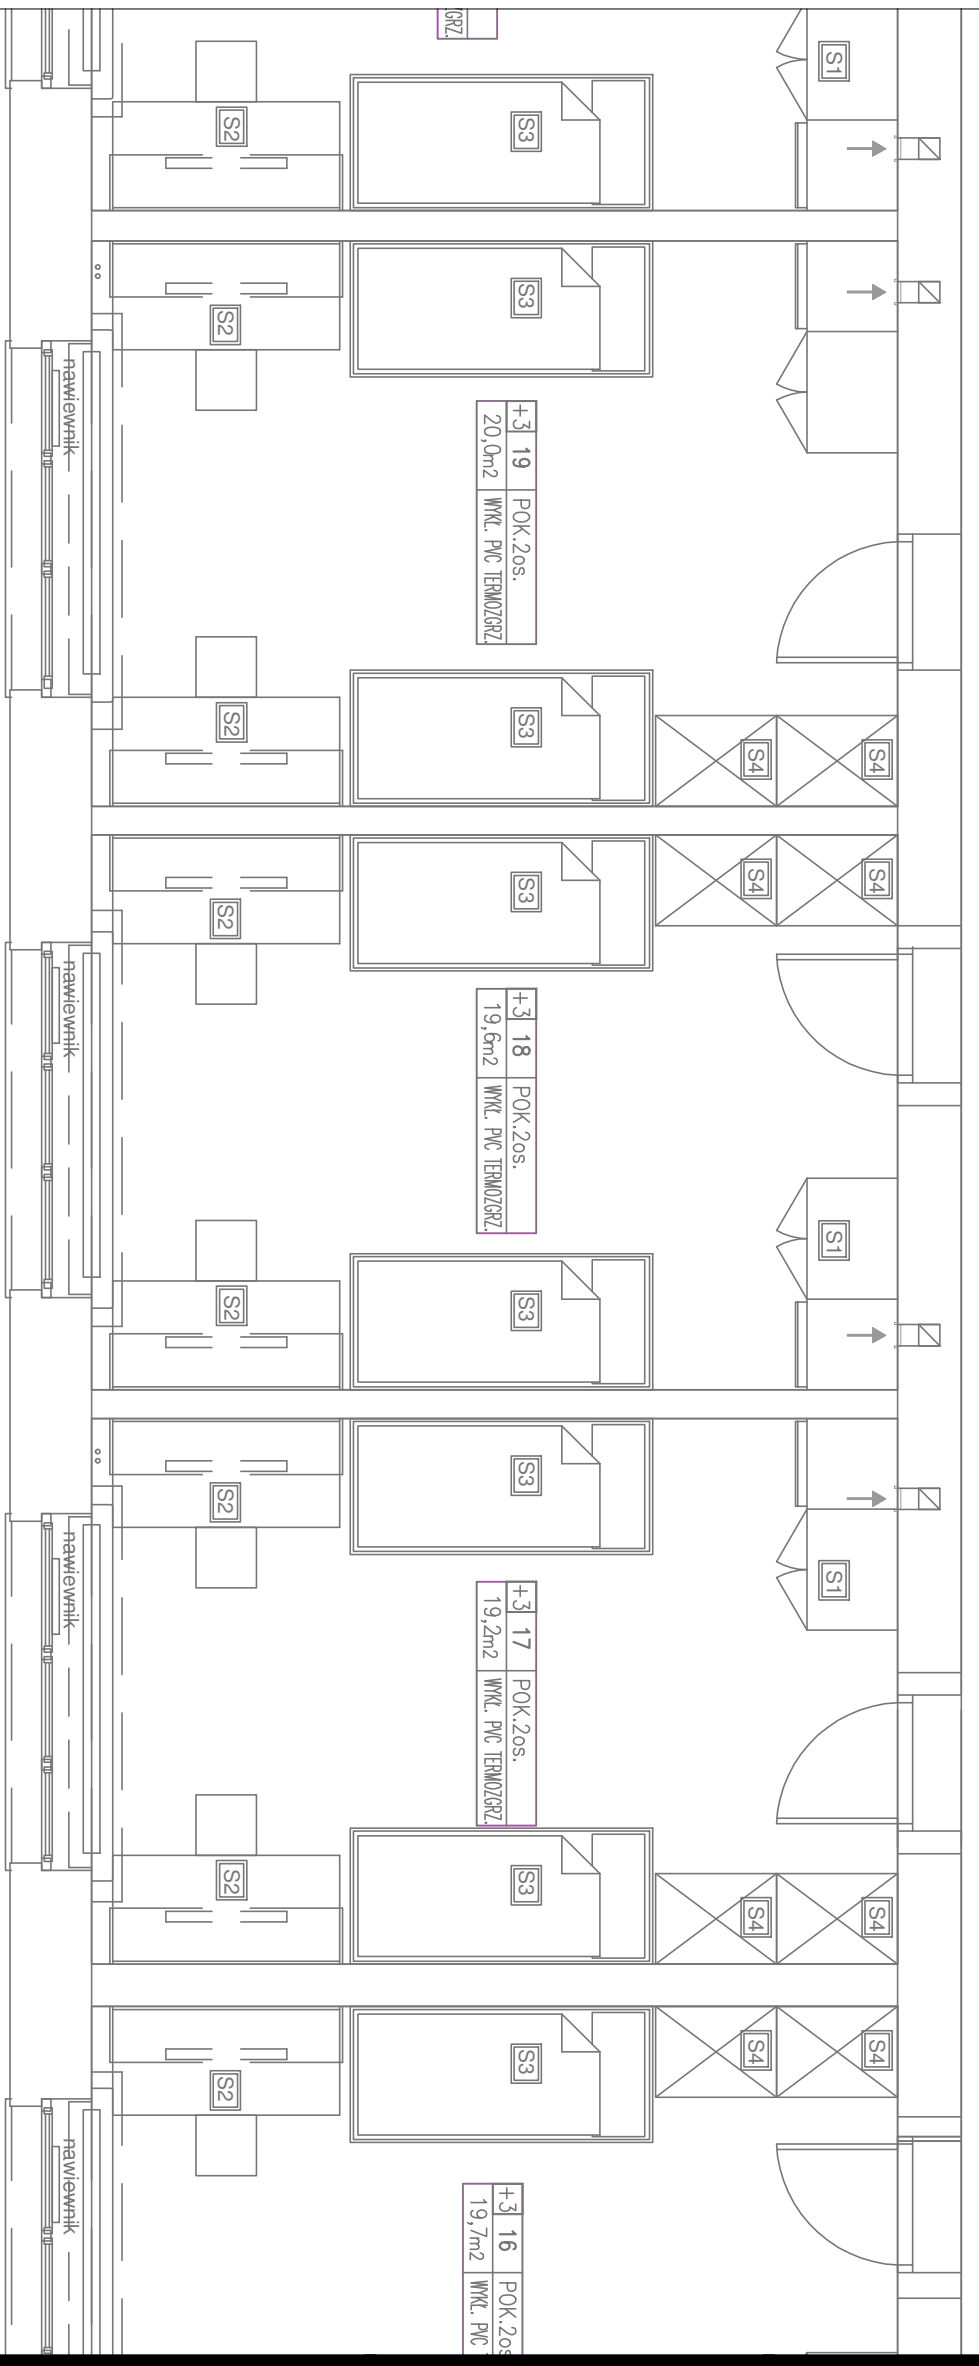 ZGRZ.
S1
S2
S3
S3
S2
nawiewnik
+3 19 POK.2os.
20,0m2 WYKŁ. PVC TERMOZGRZ.
S2
S3
S4
S4
S4
S4
S3
S2
nawiewnik
+3 18 POK.2os.
19,6m2 WYKŁ. PVC TERMOZGRZ.
S1
S2
S3
S3
S2
nawiewnik
S1
+3 17 POK.2os.
19,2m2 WYKŁ. PVC TERMOZGRZ.
S2
S3
S4
S4
S4
S4
S3
S2
nawiewnik
+3 16 POK.2os
19,7m2 WYKŁ. PVC